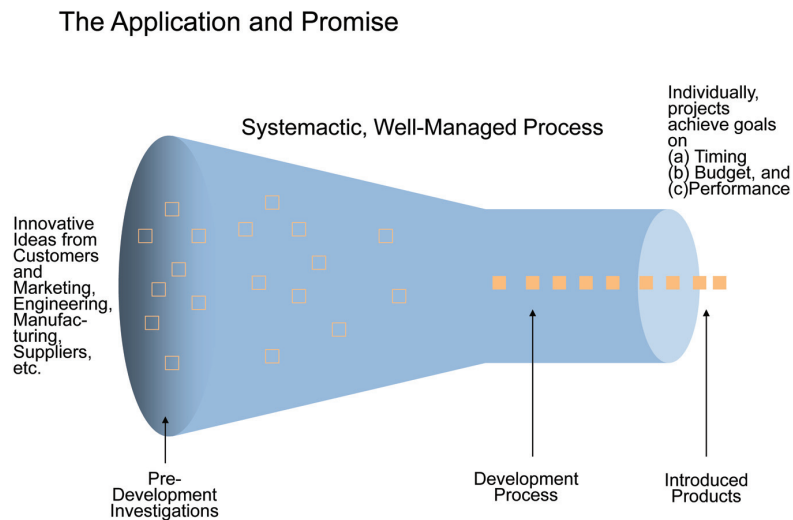 The Application and Promise
Systemactic, Well-Managed Process
Individually,
projects
achieve goals
on
(a) Timing
(b) Budget, and
(c)Performance
Innovative
Ideas from
Customers
and
Marketing,
Engineering,
Manufac-
turing,
Suppliers,
etc.
Pre-
Development
Investigations
Development
Process
Introduced
Products